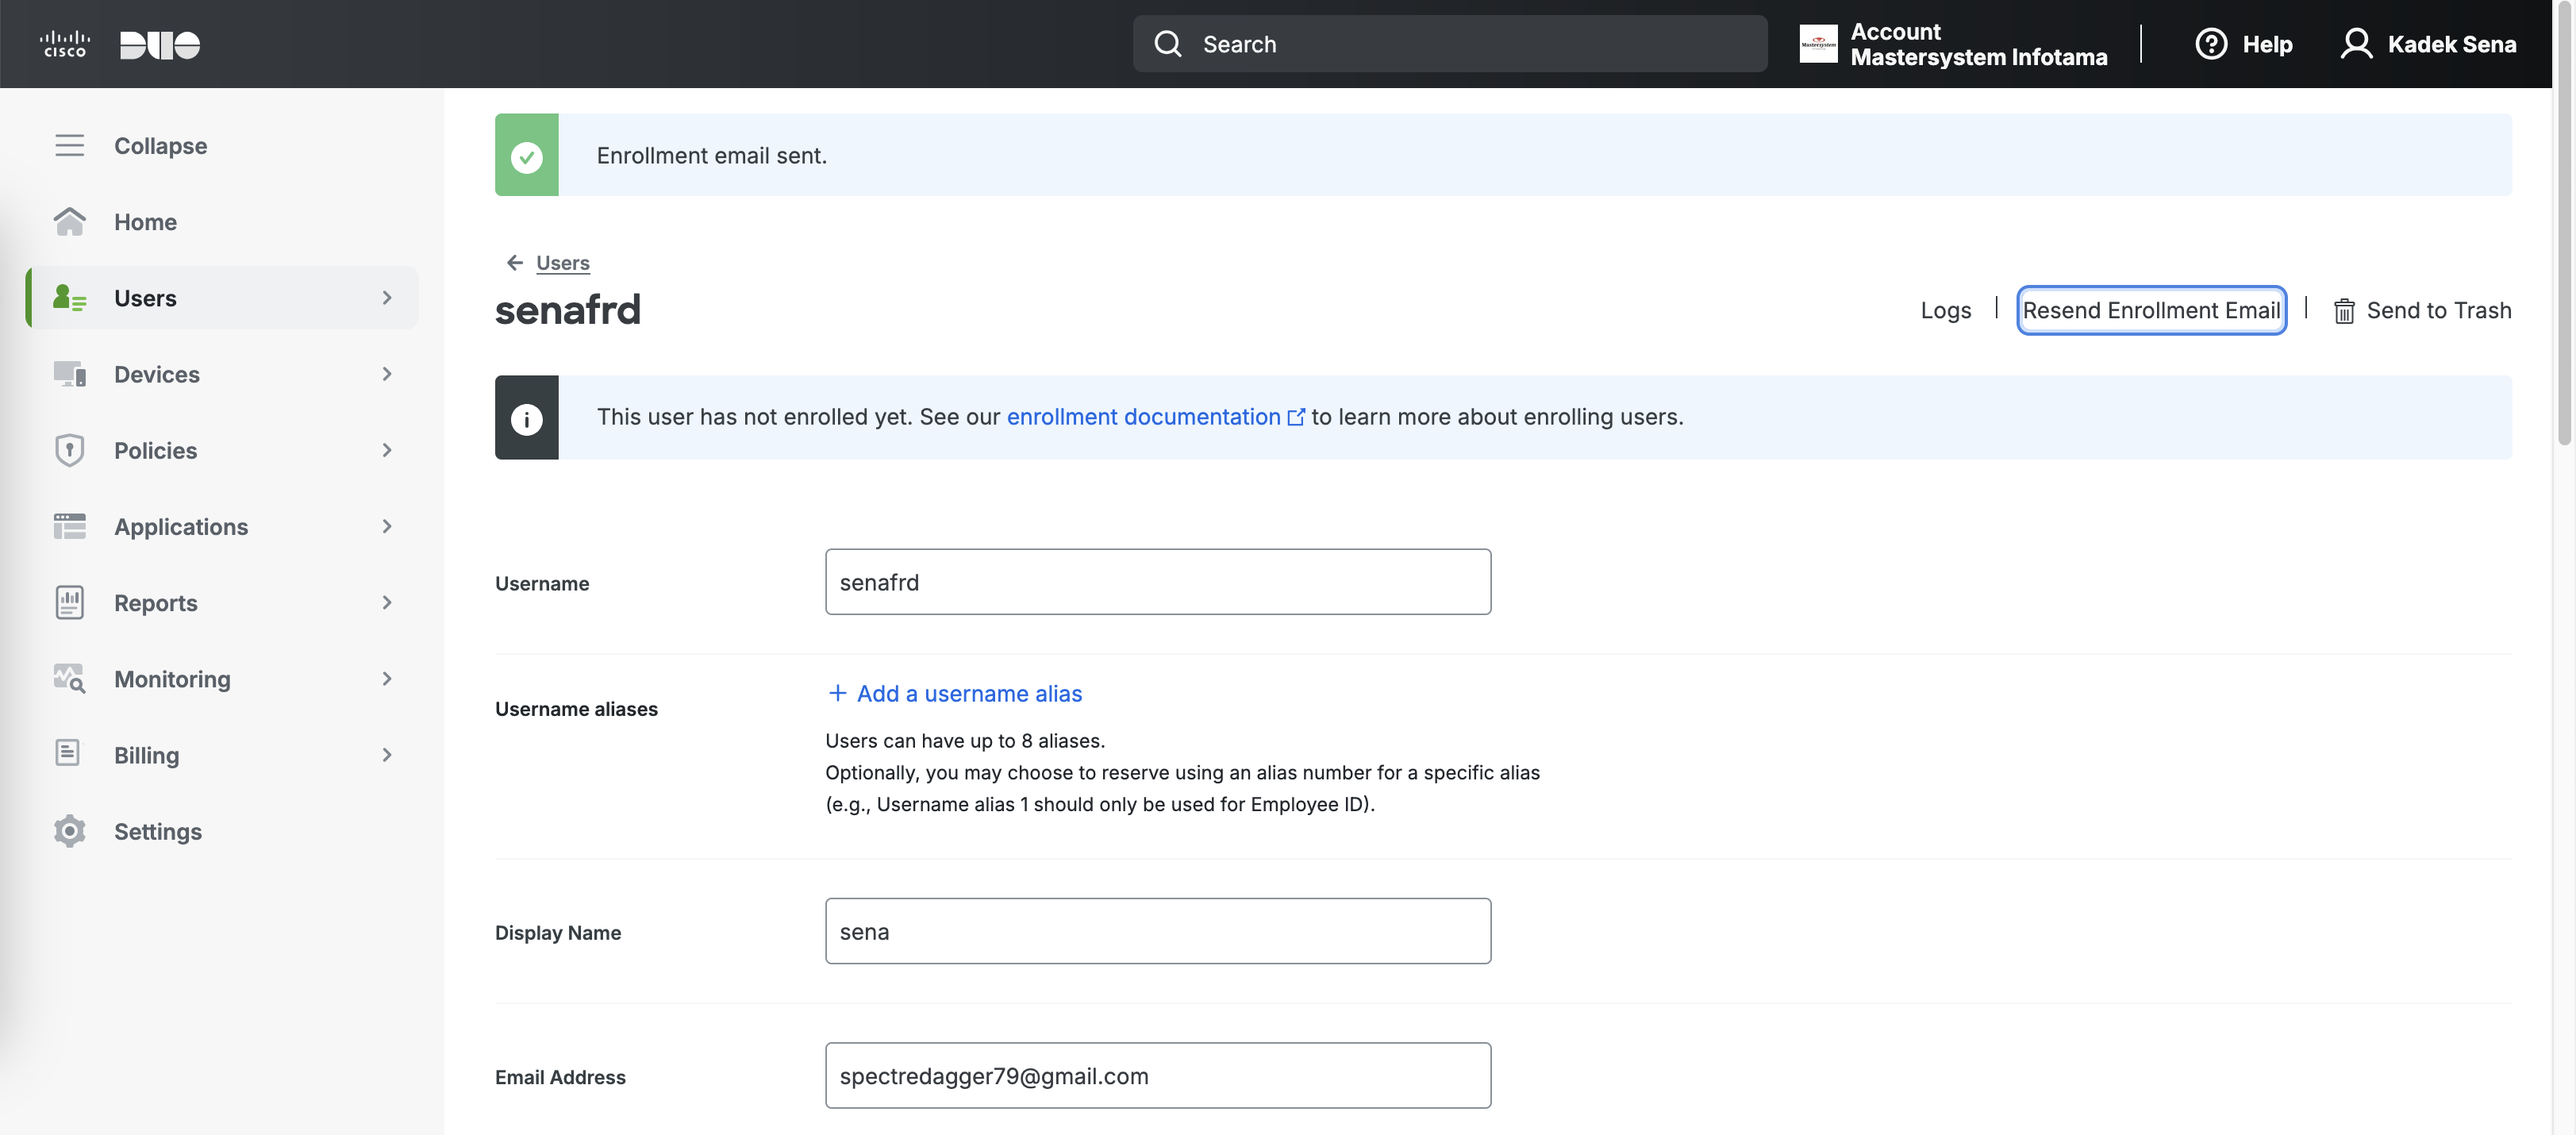 CISCO
DUO
Search
Account
Mastersystem Infotama
Help
Kadek Sena
Collapse
Home
Users
Devices
Policies
Applications
Reports
Monitoring
Billing
Settings
Enrollment email sent.
Users
senafrd
Logs
Resend Enrollment Email
Send to Trash
This user has not enrolled yet. See our enrollment documentation to learn more about enrolling users.
Username
senafrd
Username aliases
+ Add a username alias
Users can have up to 8 aliases.
Optionally, you may choose to reserve using an alias number for a specific alias
(e.g., Username alias 1 should only be used for Employee ID).
Display Name
sena
Email Address
spectredagger79@gmail.com